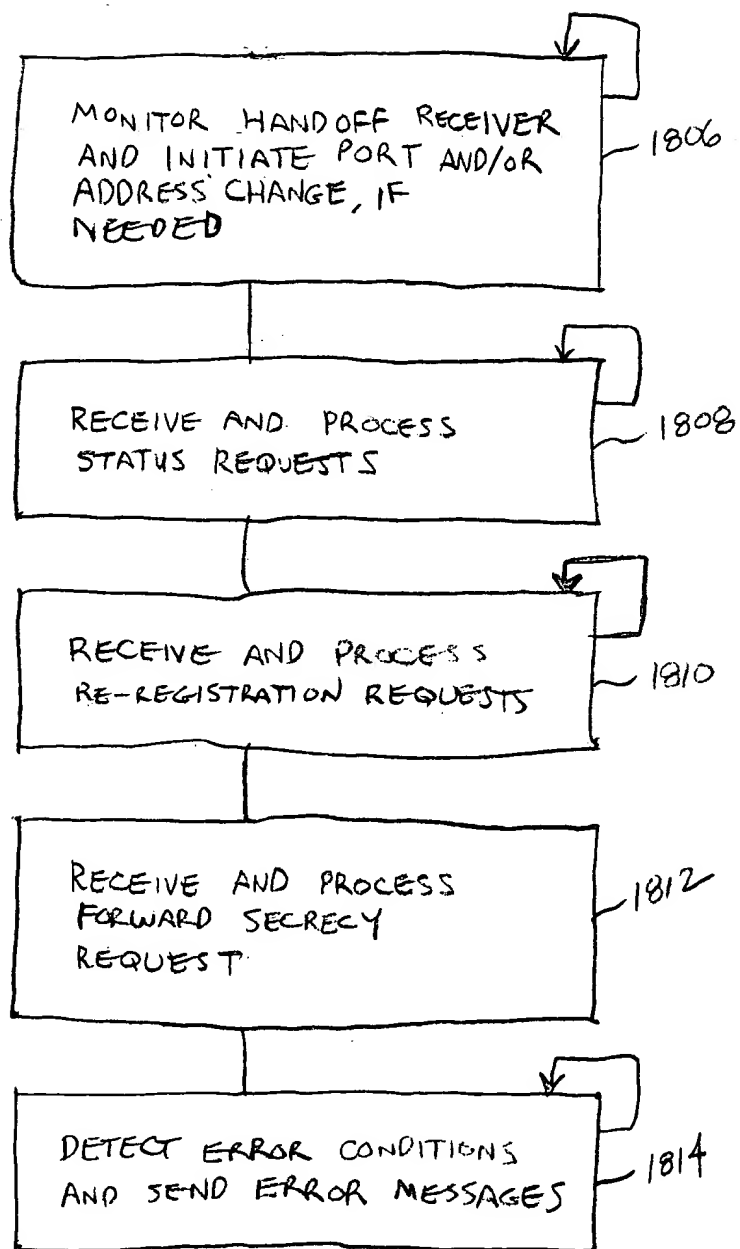 MONITOR HANDOFF RECEIVER
AND INITIATE PORT AND/OR
ADDRESS CHANGE, IF
NEEDED
1806
RECEIVE AND PROCESS
STATUS REQUESTS
1808
RECEIVE AND PROCESS
RE-REGISTRATION REQUESTS
1810
RECEIVE AND PROCESS
FORWARD SECRECY
REQUEST
1812
DETECT ERROR CONDITIONS
AND SEND ERROR MESSAGES
1814